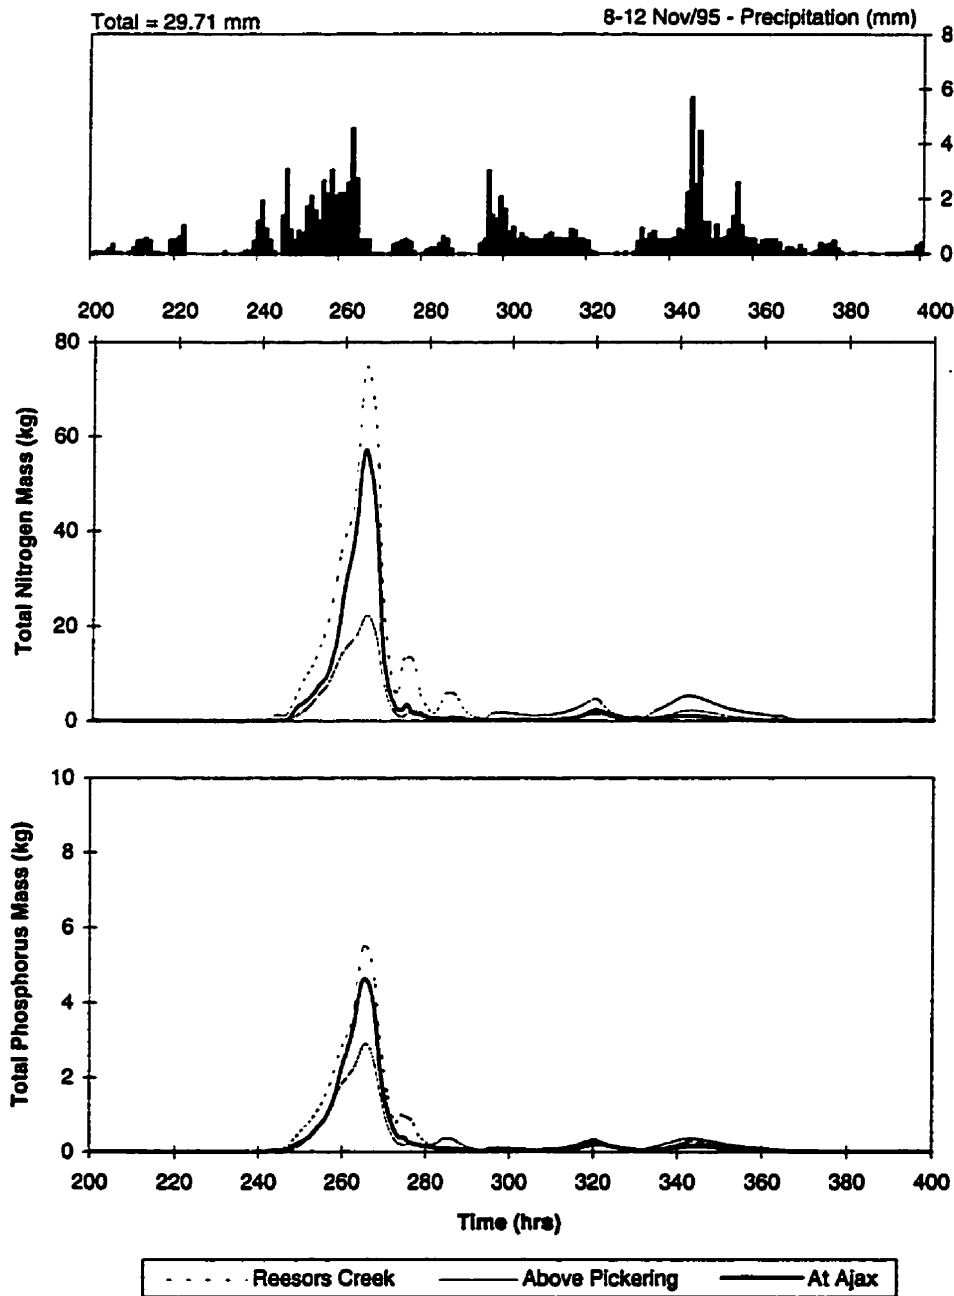 Total = 29.71 mm
8-12 Nov/95 - Precipitation (mm)
8
6
4
2
0
200 220 240 260 280 300 320 340 360 380 400
80
60
40
20
0
Total Nitrogen Mass (kg)
10
8
6
4
2
0
Total Phosphorus Mass (kg)
200 220 240 260 280 300 320 340 360 380 400
Time (hrs)
Reesors Creek Above Pickering At Ajax